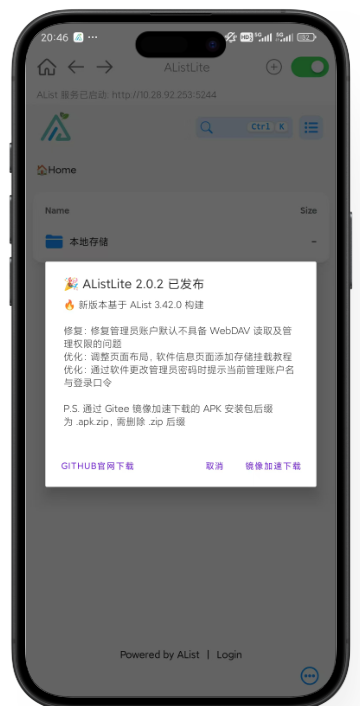 20:46
AListLite
AList 服务已启动: http://10.28.92.253:5244
Ctrl K
Home
Name Size
本地存储 -
AListLite 2.0.2 已发布
新版本基于 AList 3.42.0 构建
修复: 修复管理员账户默认不具备 WebDAV 读取及管
理权限的问题
优化: 调整页面布局, 软件信息页面添加存储挂载教程
优化: 通过软件更改管理员密码时提示当前管理账户名
与登录口令
P.S. 通过 Gitee 镜像加速下载的 APK 安装包后缀
为 .apk.zip, 需删除 .zip 后缀
GITHUB官网下载 取消 镜像加速下载
Powered by AList | Login